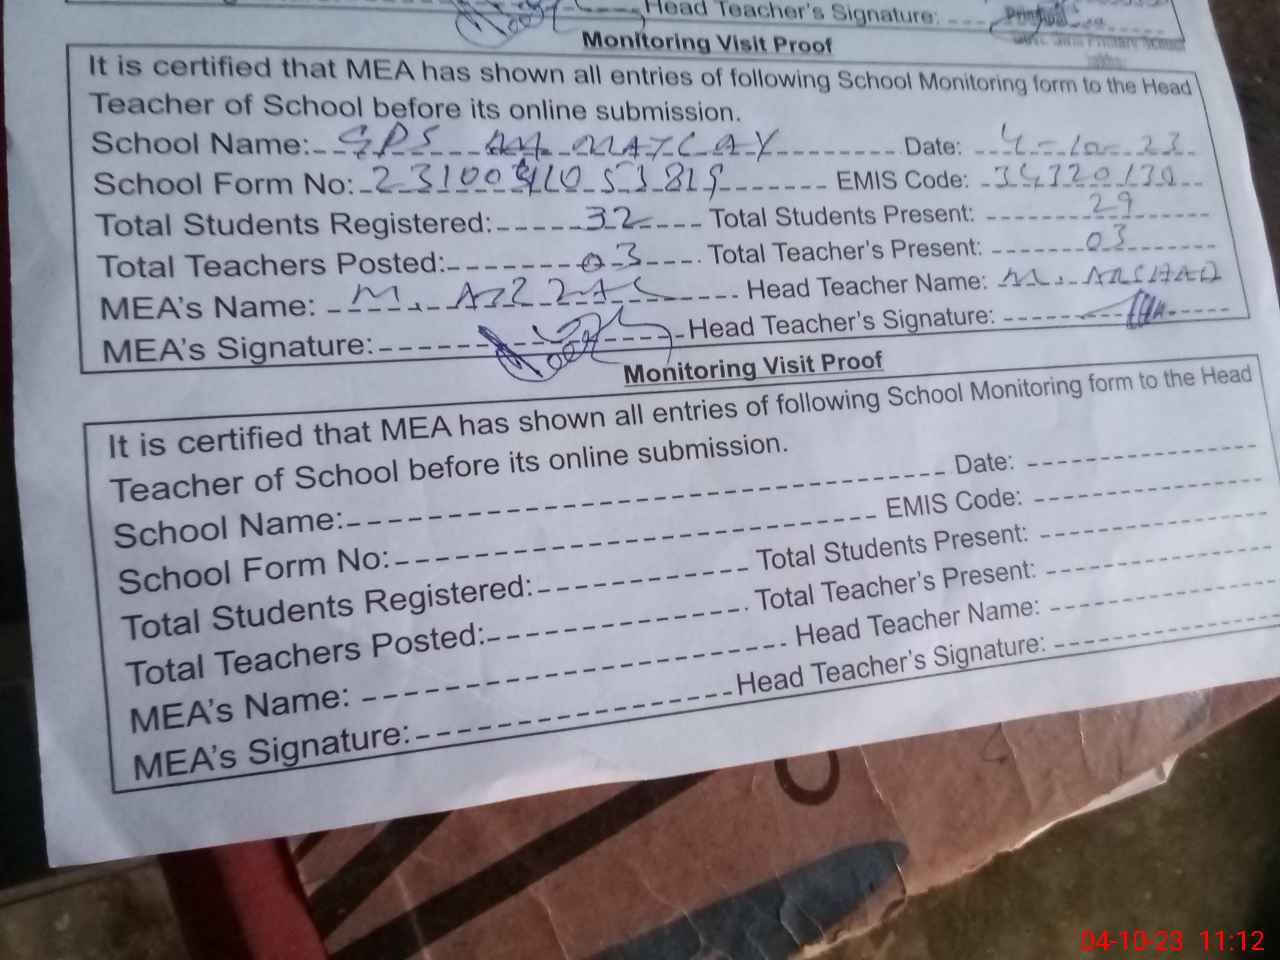 Head Teacher's Signature:
Monitoring Visit Proof
It is certified that MEA has shown all entries of following School Monitoring form to the Head
Teacher of School before its online submission.
School Name: GPS Date: 4-10-23
School Form No: EMIS Code: 34320130
Total Students Registered: 32 Total Students Present: 29
Total Teachers Posted: 03 Total Teacher's Present: 03
MEA's Name: M. Head Teacher Name: M. ARSHAD
MEA's Signature: Head Teacher's Signature:
Monitoring Visit Proof
It is certified that MEA has shown all entries of following School Monitoring form to the Head
Teacher of School before its online submission.
School Name: Date:
School Form No: EMIS Code:
Total Students Registered: Total Students Present:
Total Teachers Posted: Total Teacher's Present:
MEA's Name: Head Teacher Name:
MEA's Signature: Head Teacher's Signature:
04-10-23 11:12